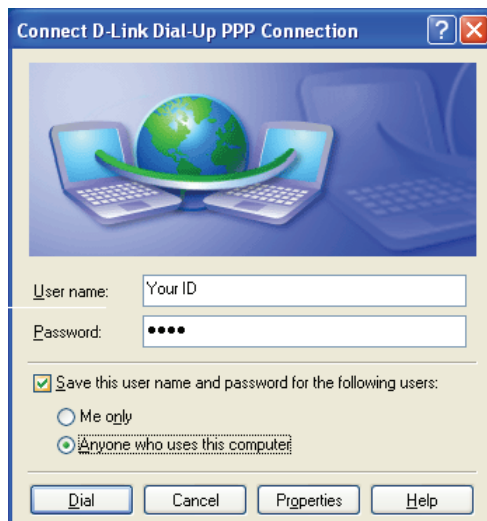 Connect D-Link Dial-Up PPP Connection
User name: Your ID
Password: ••••
Save this user name and password for the following users:
Me only
Anyone who uses this computer
Dial Cancel Properties Help